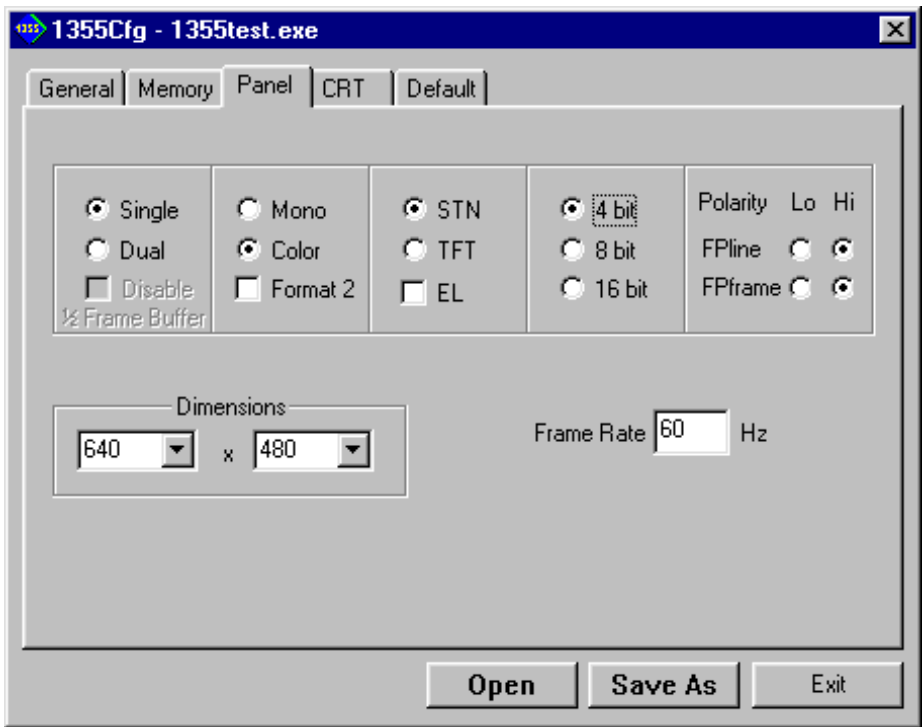 1355 1355Cfg - 1355test.exe
General Memory Panel CRT Default
Single Mono STN 4 bit Polarity Lo Hi
Dual Color TFT 8 bit FPline
Disable Format 2 EL 16 bit FPframe
½ Frame Buffer
Dimensions
640 x 480 Frame Rate 60 Hz
Open Save As Exit